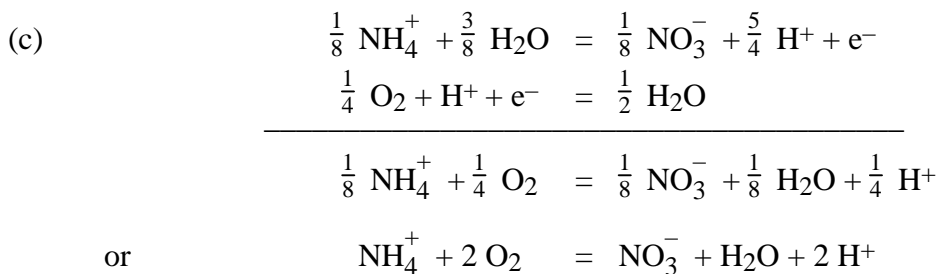 (c) 1/8 NH₄⁺ + 3/8 H₂O = 1/8 NO₃⁻ + 5/4 H⁺ + e⁻
1/4 O₂ + H⁺ + e⁻ = 1/2 H₂O
1/8 NH₄⁺ + 1/4 O₂ = 1/8 NO₃⁻ + 1/8 H₂O + 1/4 H⁺
or NH₄⁺ + 2 O₂ = NO₃⁻ + H₂O + 2 H⁺